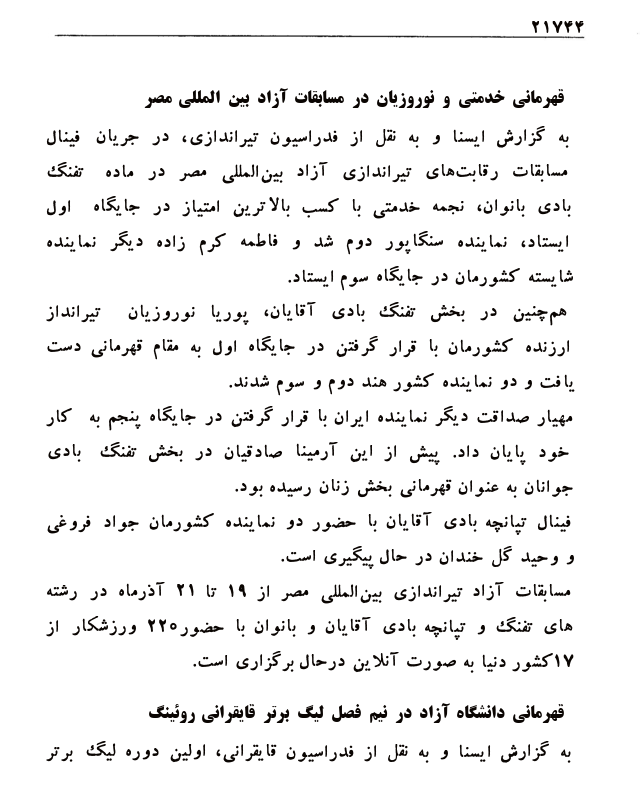 ۲۱۷۴۴
قهرمانی خدمتی و نوروزیان در مسابقات آزاد بین المللی مصر
به گزارش ایسنا و به نقل از فدراسیون تیراندازی، در جریان فینال
مسابقات رقابت‌های تیراندازی آزاد بین‌المللی مصر در ماده تفنگ
بادی بانوان، نجمه خدمتی با کسب بالاترین امتیاز در جایگاه اول
ایستاد، نماینده سنگاپور دوم شد و فاطمه کرم زاده دیگر نماینده
شایسته کشورمان در جایگاه سوم ایستاد.
هم‌چنین در بخش تفنگ بادی آقایان، پوریا نوروزیان تیرانداز
ارزنده کشورمان با قرار گرفتن در جایگاه اول به مقام قهرمانی دست
یافت و دو نماینده کشور هند دوم و سوم شدند.
مهیار صداقت دیگر نماینده ایران با قرار گرفتن در جایگاه پنجم به کار
خود پایان داد. پیش از این آرمینا صادقیان در بخش تفنگ بادی
جوانان به عنوان قهرمانی بخش زنان رسیده بود.
فینال تپانچه بادی آقایان با حضور دو نماینده کشورمان جواد فروغی
و وحید گل خندان در حال پیگیری است.
مسابقات آزاد تیراندازی بین‌المللی مصر از ۱۹ تا ۲۱ آذرماه در رشته
های تفنگ و تپانچه بادی آقایان و بانوان با حضور۲۲۰ ورزشکار از
۱۷کشور دنیا به صورت آنلاین درحال برگزاری است.
قهرمانی دانشگاه آزاد در نیم فصل لیگ برتر قایقرانی روئینگ
به گزارش ایسنا و به نقل از فدراسیون قایقرانی، اولین دوره لیگ برتر